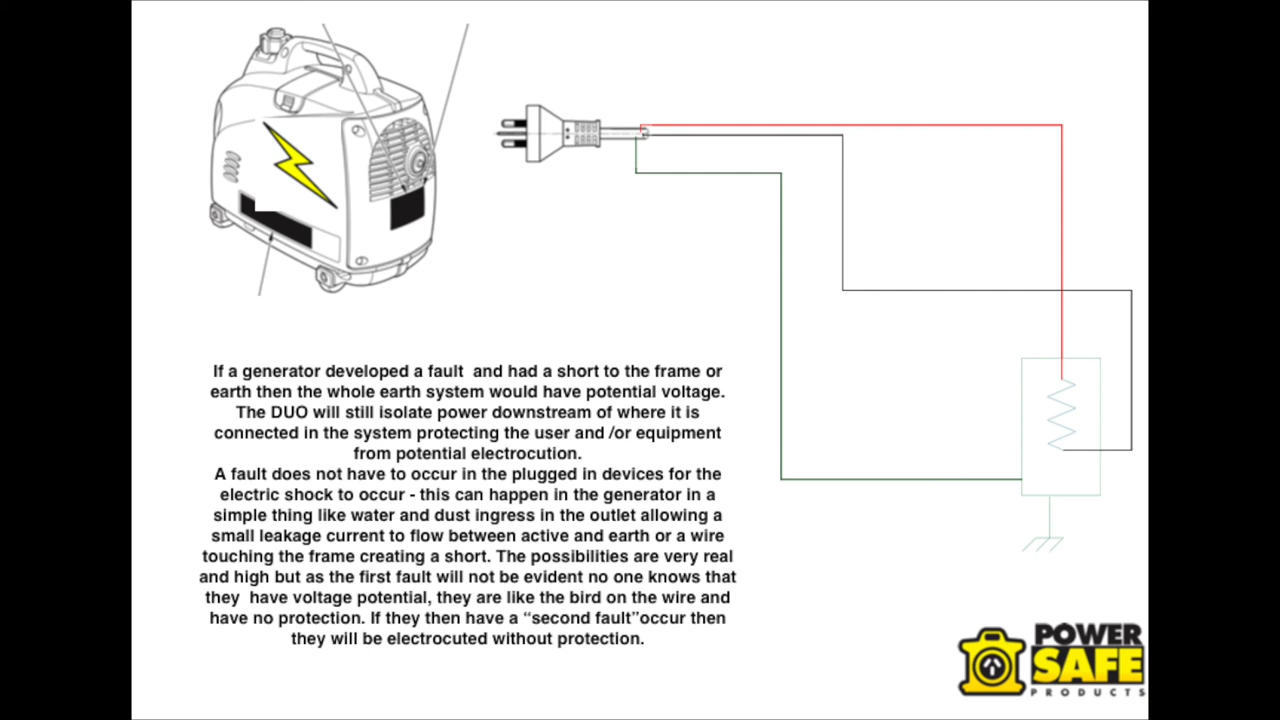 If a generator developed a fault  and had a short to the frame or
earth then the whole earth system would have potential voltage.
The DUO will still isolate power downstream of where it is
connected in the system protecting the user and /or equipment
from potential electrocution.
A fault does not have to occur in the plugged in devices for the
electric shock to occur - this can happen in the generator in a
simple thing like water and dust ingress in the outlet allowing a
small leakage current to flow between active and earth or a wire
touching the frame creating a short. The possibilities are very real
and high but as the first fault will not be evident no one knows that
they  have voltage potential, they are like the bird on the wire and
have no protection. If they then have a “second fault”occur then
they will be electrocuted without protection.
POWER
SAFE
PRODUCTS